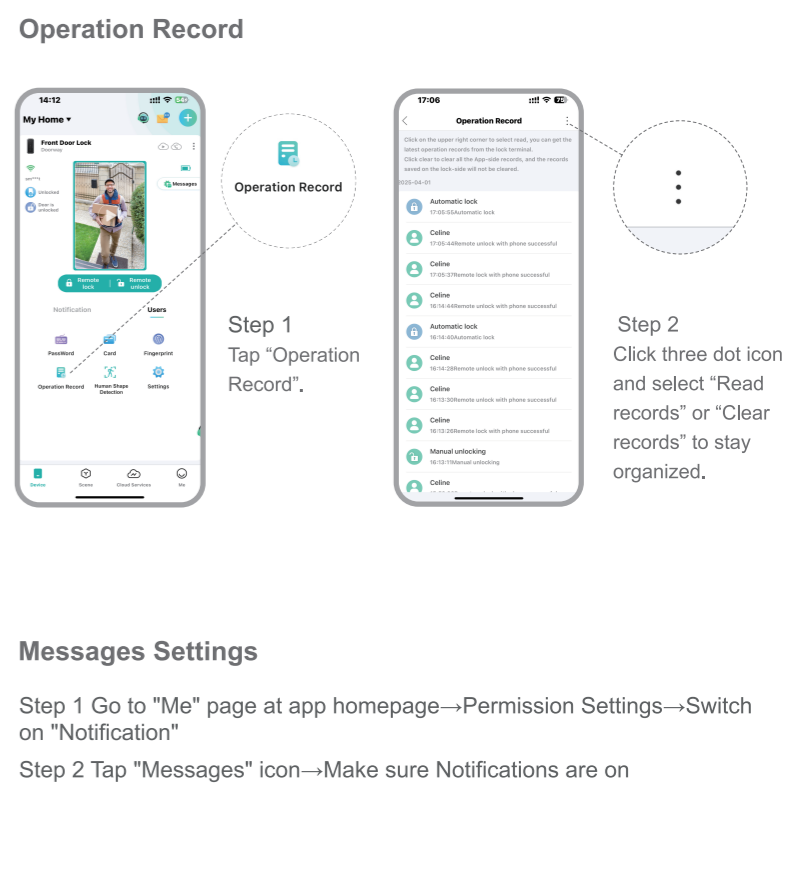 Operation Record
14:12
My Home
Front Door Lock
Doorway
Messages
Unlocked
Door is
unlocked
Remote
lock
Remote
unlock
Notification
Users
PassWord
Card
Fingerprint
Operation Record
Human Shape
Detection
Settings
Device
Scene
Cloud Services
Me
Operation Record
Step 1
Tap “Operation
Record”.
17:06
Operation Record
Click on the upper right corner to select read, you can get the
latest operation records from the lock terminal.
Click clear to clear all the App-side records, and the records
saved on the lock-side will not be cleared.
2025-04-01
Automatic lock
17:05:55Automatic lock
Celine
17:05:44Remote unlock with phone successful
Celine
17:05:37Remote lock with phone successful
Celine
16:14:44Remote unlock with phone successful
Automatic lock
16:14:40Automatic lock
Celine
16:14:28Remote unlock with phone successful
Celine
16:13:30Remote unlock with phone successful
Celine
16:13:26Remote lock with phone successful
Manual unlocking
16:13:11Manual unlocking
Celine
Step 2
Click three dot icon
and select “Read
records” or “Clear
records” to stay
organized.
Messages Settings
Step 1 Go to "Me" page at app homepage→Permission Settings→Switch
on "Notification"
Step 2 Tap "Messages" icon→Make sure Notifications are on